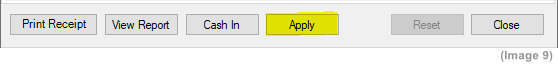 Print Receipt View Report Cash In Apply Reset Close
(Image 9)